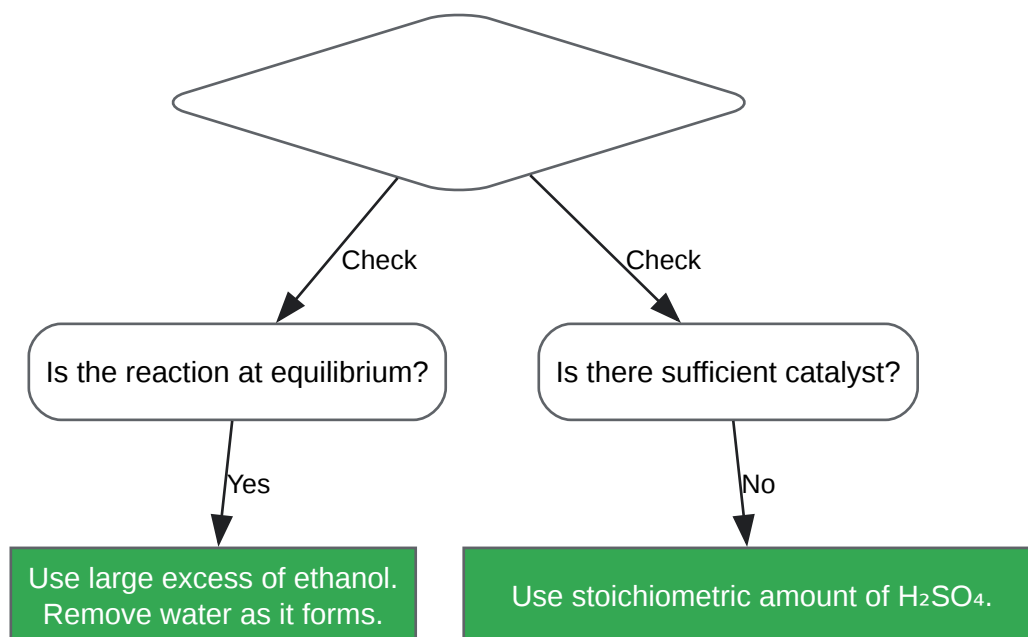 Check
Check
Is the reaction at equilibrium?
Is there sufficient catalyst?
Yes
No
Use large excess of ethanol.
Remove water as it forms.
Use stoichiometric amount of H₂SO₄.